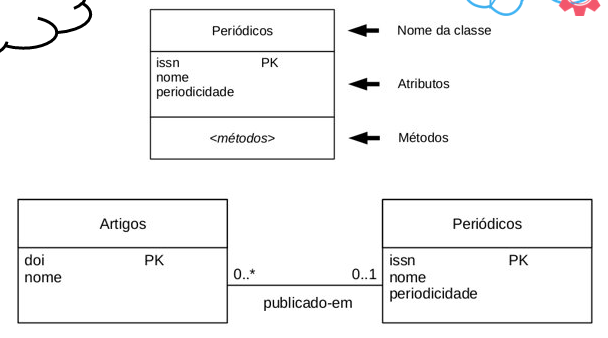 Periódicos
Nome da classe
issn PK
nome
periodicidade
Atributos
<métodos>
Métodos
Artigos
doi PK
nome
0..*
0..1
publicado-em
Periódicos
issn PK
nome
periodicidade